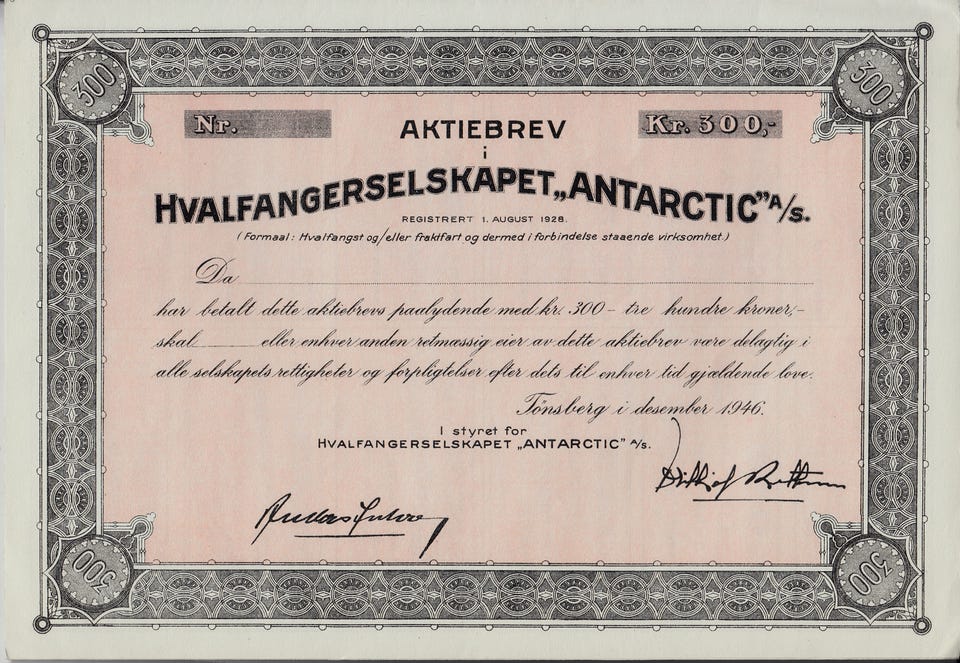 300 300
Nr. AKTIEBREV Kr. 300,-
i
HVALFANGERSELSKAPET „ANTARCTIC” A/S.
REGISTRERT 1. AUGUST 1928.
(Formaal: Hvalfangst og/eller fraktfart og dermed i forbindelse staaende virksomhet.)
Da
har betalt dette aktiebrevs paalydende med kr. 300 – tre hundre kroner,-
skal eller enhver anden retmæssig eier av dette aktiebrev være delagtig i
alle selskapets rettigheter og forpligtelser efter dets til enhver tid gjældende love.
Tönsberg i desember 1946.
I styret for
HVALFANGERSELSKAPET „ANTARCTIC” A/S.
300 300